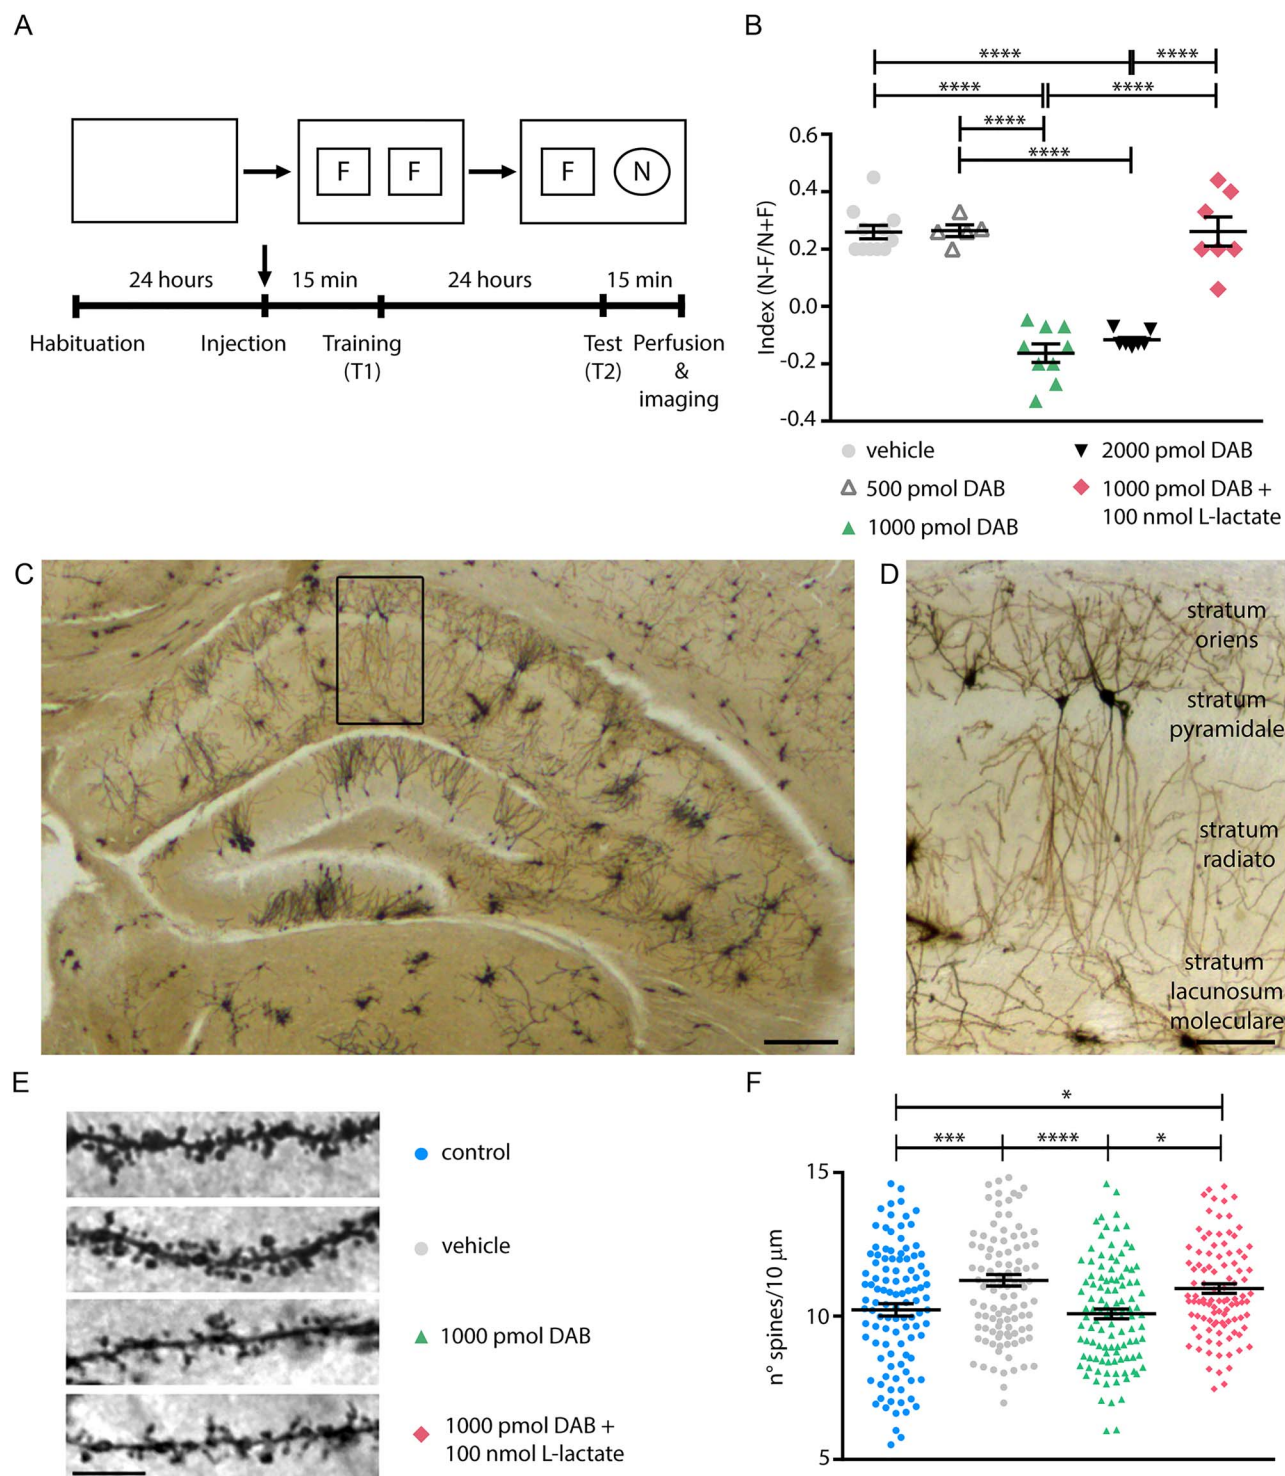 A
F F
F N
24 hours 15 min 24 hours 15 min
Habituation Injection Training Test Perfusion
(T1) (T2) &
imaging
B
**** ****
**** ****
****
****
Index (N-F/N+F)
0.6
0.4
0.2
0.0
-0.2
-0.4
vehicle
500 pmol DAB
1000 pmol DAB
2000 pmol DAB
1000 pmol DAB +
100 nmol L-lactate
C
D
stratum
oriens
stratum
pyramidale
stratum
radiato
stratum
lacunosum
moleculare
E
control
vehicle
1000 pmol DAB
1000 pmol DAB +
100 nmol L-lactate
F
*
*** **** *
n° spines/10 μm
15
10
5